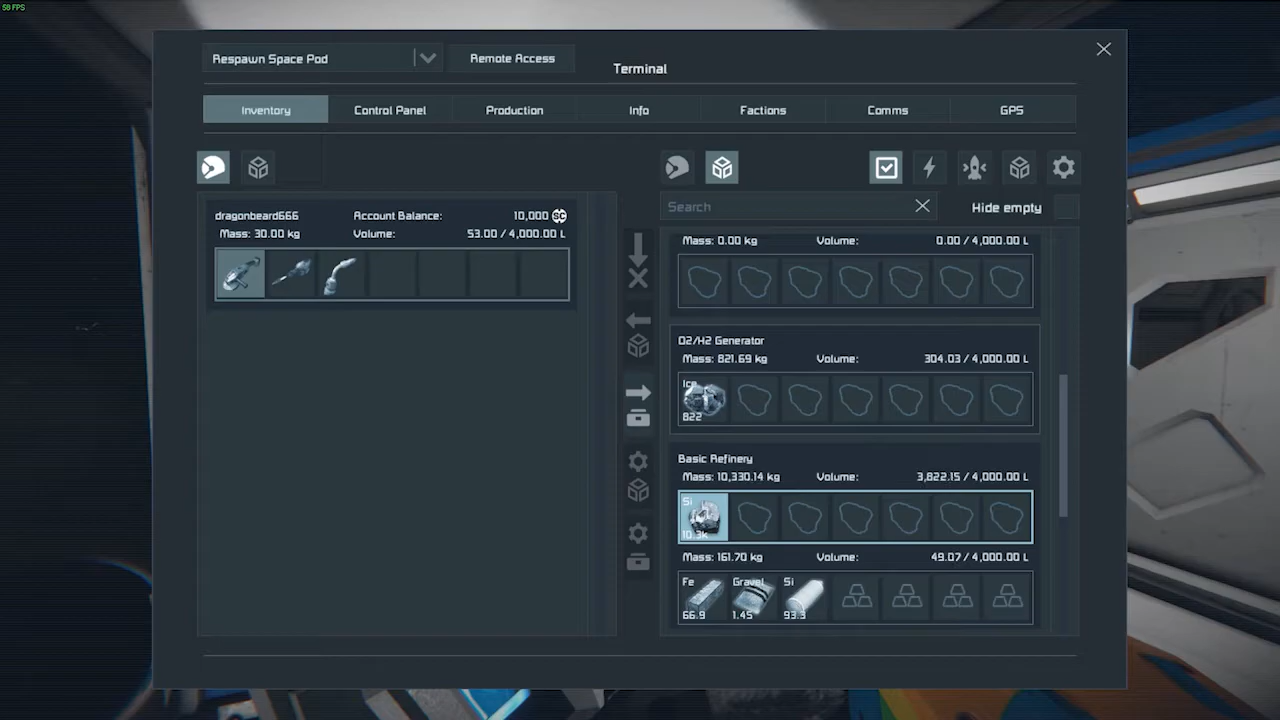 58 FPS
Respawn Space Pod
Remote Access
Terminal
Inventory
Control Panel
Production
Info
Factions
Comms
GPS
Search
Hide empty
dragonbeard666
Account Balance: 10,000 SC
Mass: 30.00 kg
Volume: 53.00 / 4,000.00 L
Mass: 0.00 kg
Volume: 0.00 / 4,000.00 L
O2/H2 Generator
Mass: 821.69 kg
Volume: 304.03 / 4,000.00 L
Ice
822
Basic Refinery
Mass: 10,330.14 kg
Volume: 3,822.15 / 4,000.00 L
Si
10.3k
Mass: 161.70 kg
Volume: 49.07 / 4,000.00 L
Fe
66.9
Gravel
1.45
Si
93.3